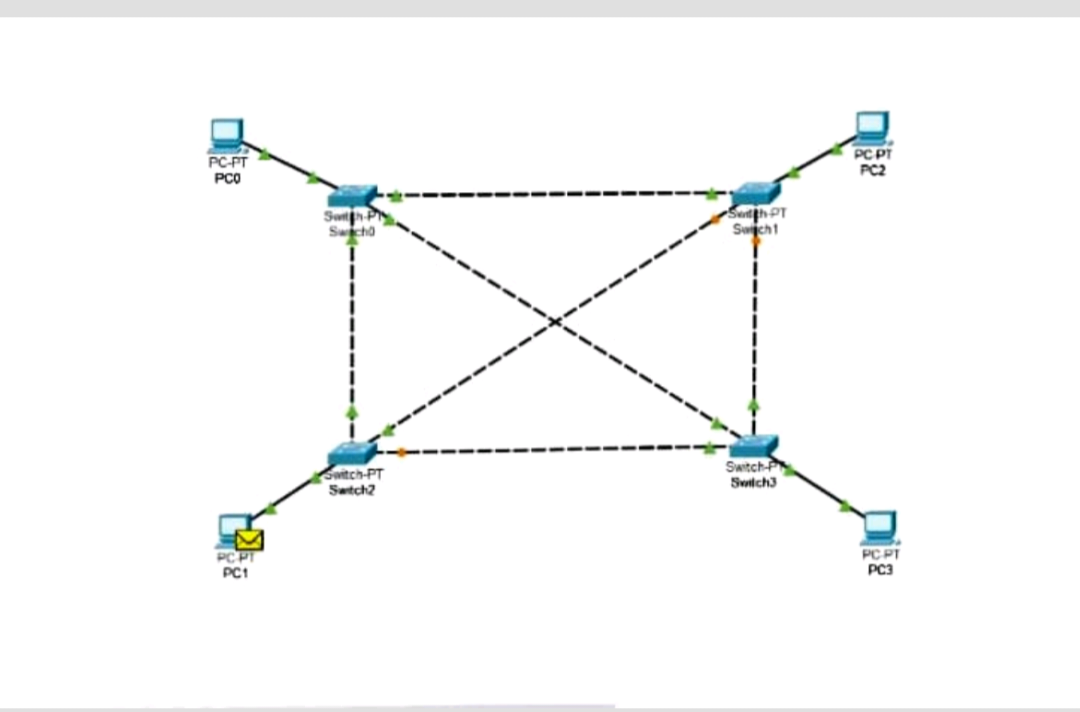 PC-PT
PC0
PC-PT
PC2
Switch-PT
Switch0
Switch-PT
Switch1
Switch-PT
Switch2
Switch-PT
Switch3
PC-PT
PC1
PC-PT
PC3